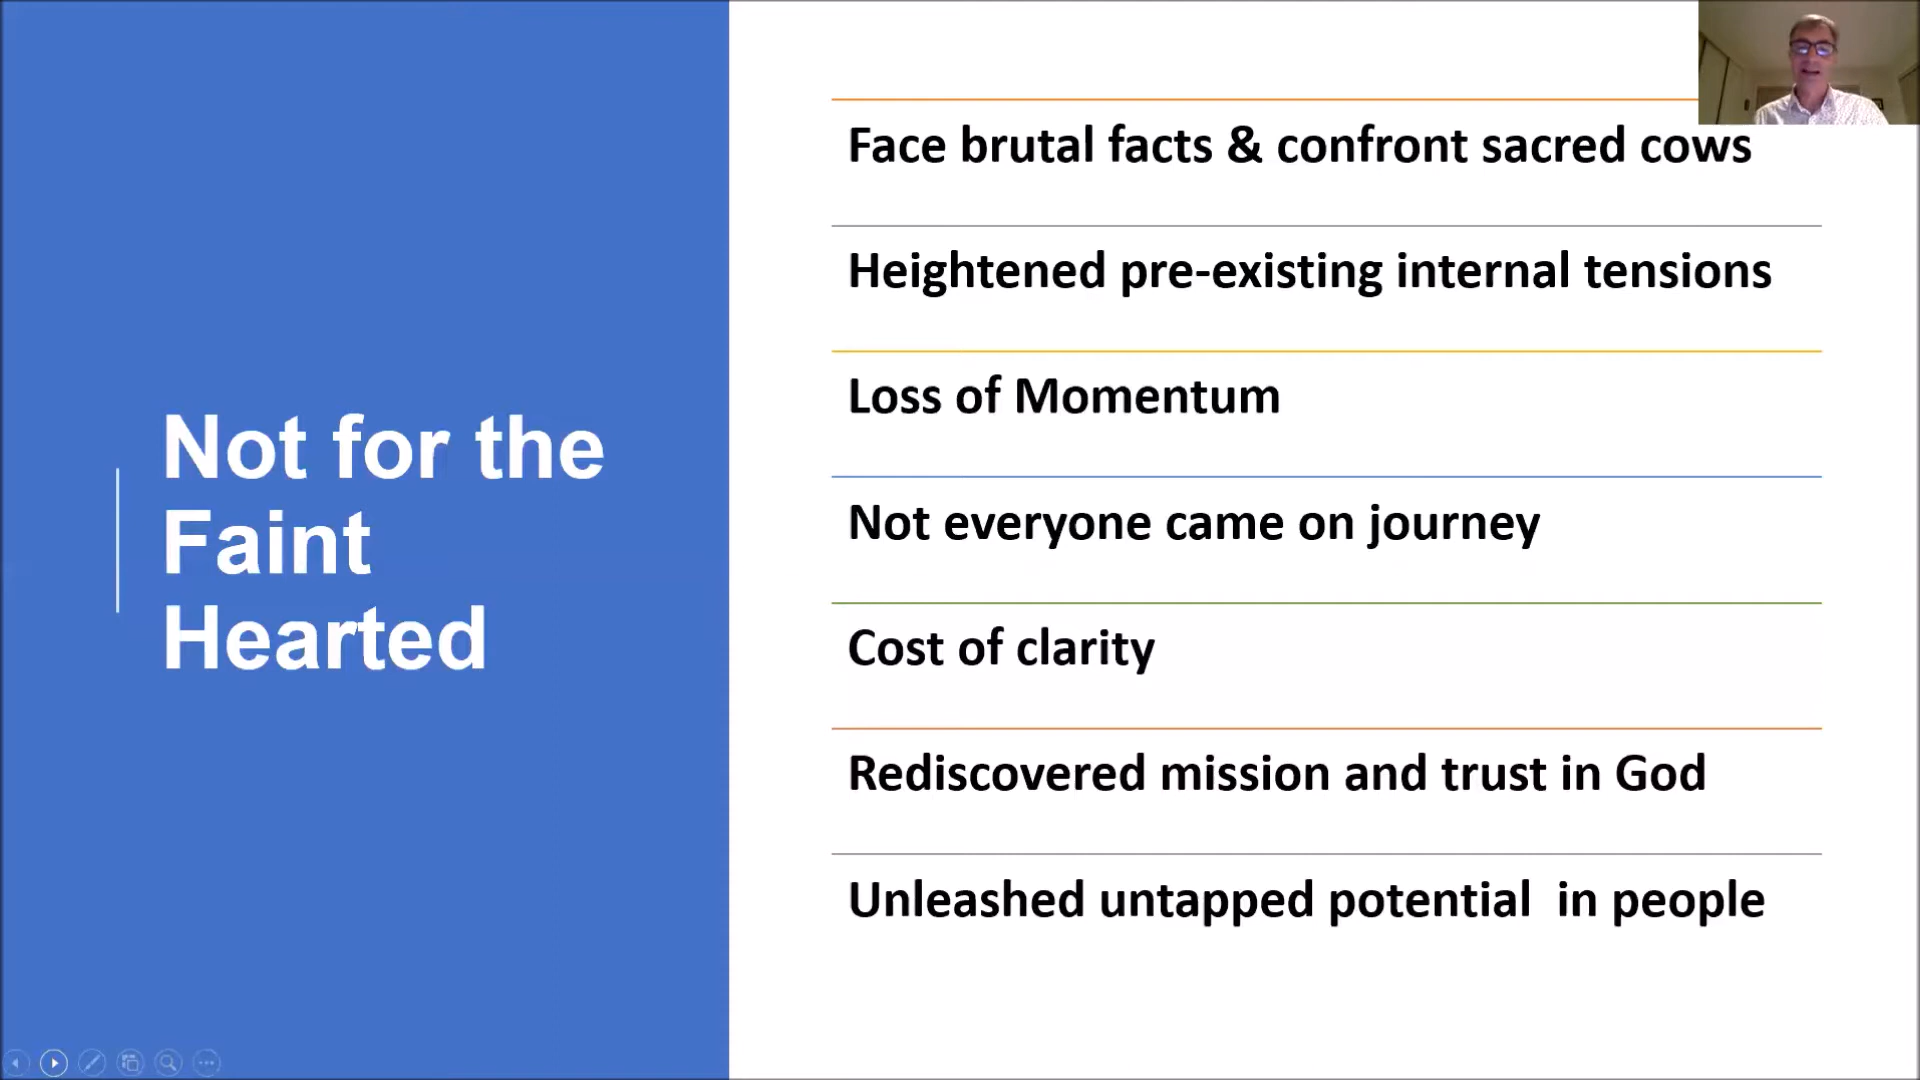 Not for the
Faint
Hearted
Face brutal facts & confront sacred cows
Heightened pre-existing internal tensions
Loss of Momentum
Not everyone came on journey
Cost of clarity
Rediscovered mission and trust in God
Unleashed untapped potential  in people